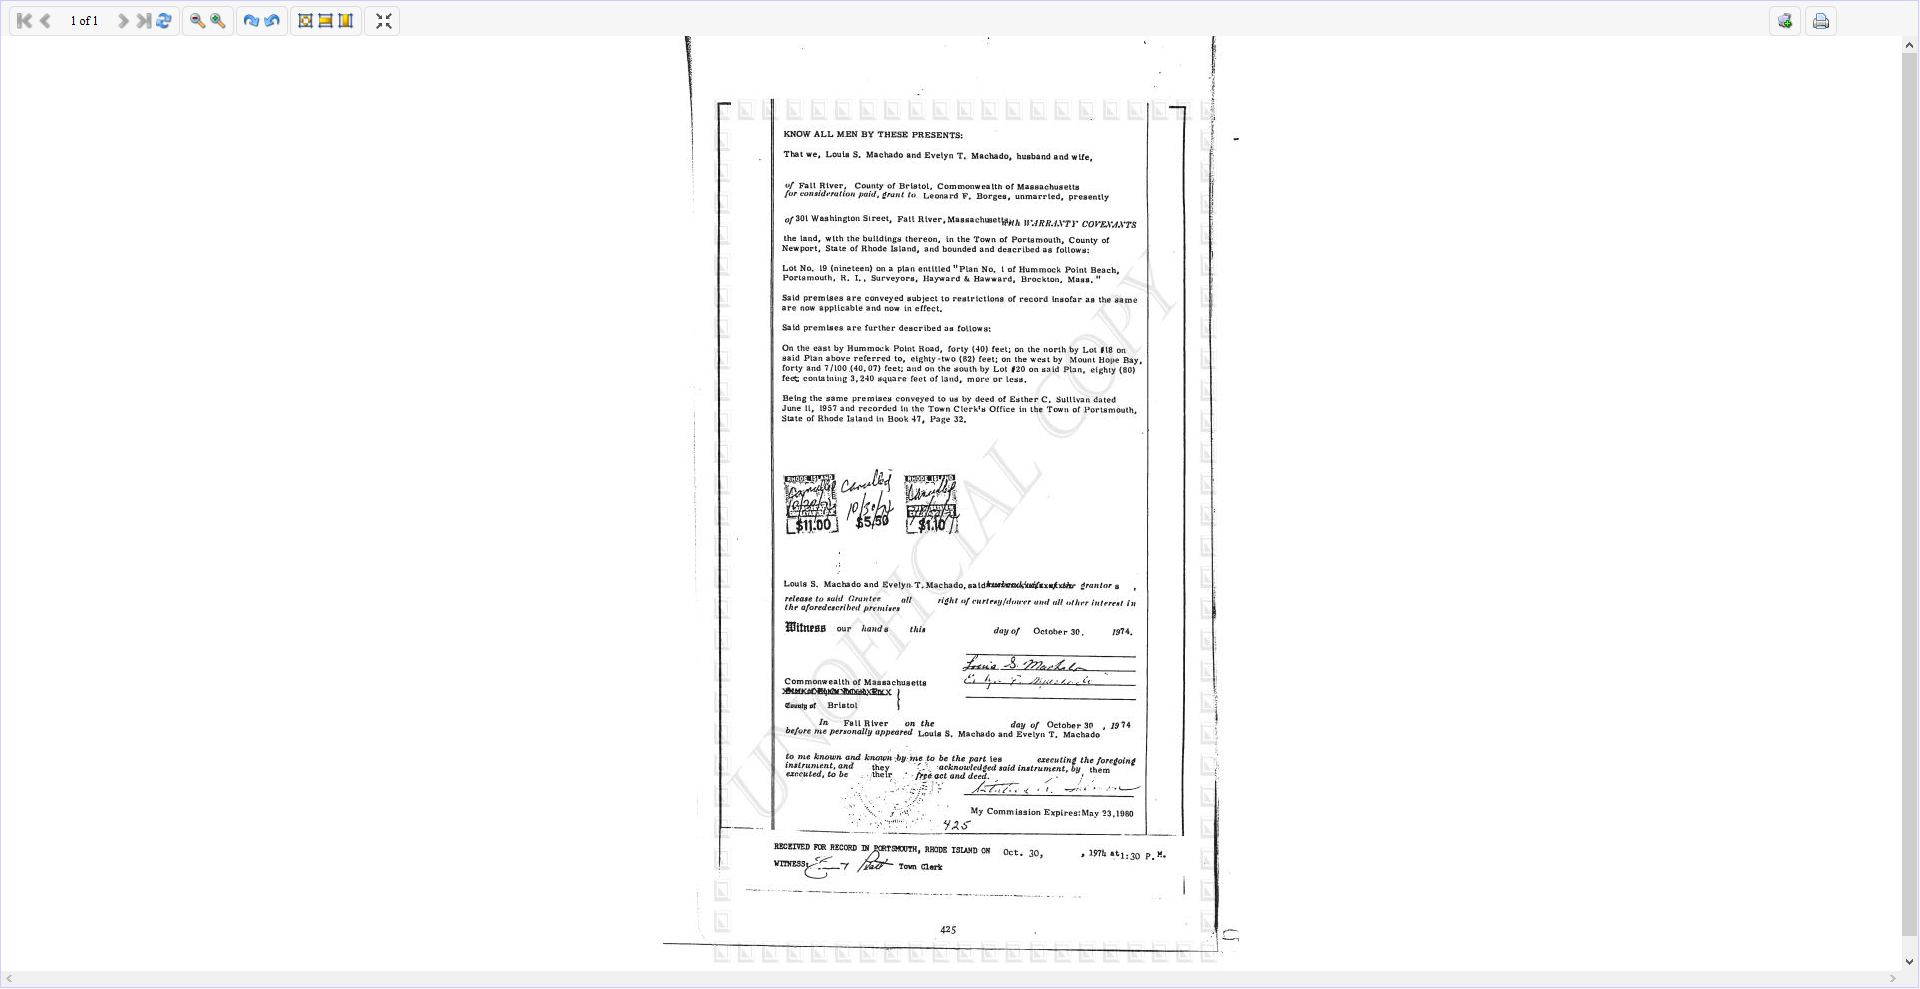 1 of 1
KNOW ALL MEN BY THESE PRESENTS:
That we, Louis S. Machado and Evelyn T. Machado, husband and wife,
of Fall River, County of Bristol, Commonwealth of Massachusetts
for consideration paid, grant to Leonard F. Borges, unmarried, presently
of 301 Washington Street, Fall River, Massachusetts, with WARRANTY COVENANTS
the land, with the buildings thereon, in the Town of Portsmouth, County of
Newport, State of Rhode Island, and bounded and described as follows:
Lot No. 19 (nineteen) on a plan entitled "Plan No. 1 of Hummock Point Beach,
Portsmouth, R. I., Surveyors, Hayward & Hawward, Brockton, Mass."
Said premises are conveyed subject to restrictions of record insofar as the same
are now applicable and now in effect.
Said premises are further described as follows:
On the east by Hummock Point Road, forty (40) feet; on the north by Lot #18 on
said Plan above referred to, eighty-two (82) feet; on the west by Mount Hope Bay,
forty and 7/100 (40.07) feet; and on the south by Lot #20 on said Plan, eighty (80)
feet; containing 3,240 square feet of land, more or less.
Being the same premises conveyed to us by deed of Esther C. Sullivan dated
June 11, 1957 and recorded in the Town Clerk's Office in the Town of Portsmouth,
State of Rhode Island in Book 47, Page 32.
RHODE ISLAND RHODE ISLAND
Cancelled Cancelled Cancelled
10/30/74 10/30/74
$11.00 $5.50 $1.10
Louis S. Machado and Evelyn T. Machado, said grantor s ,
release to said Grantee all right of curtesy/dower and all other interest in
the aforedescribed premises
Witness our hands this day of October 30, 1974.
Louis S. Machado
Evelyn T. Machado
Commonwealth of Massachusetts
County of Bristol
In Fall River on the day of October 30 , 1974
before me personally appeared Louis S. Machado and Evelyn T. Machado
to me known and known by me to be the part ies executing the foregoing
instrument, and they acknowledged said instrument, by them
executed, to be their free act and deed.
My Commission Expires: May 23, 1980
425
RECEIVED FOR RECORD IN PORTSMOUTH, RHODE ISLAND ON Oct. 30, , 1974 at 1:30 P. M.
WITNESS: Town Clerk
425
UNOFFICIAL COPY